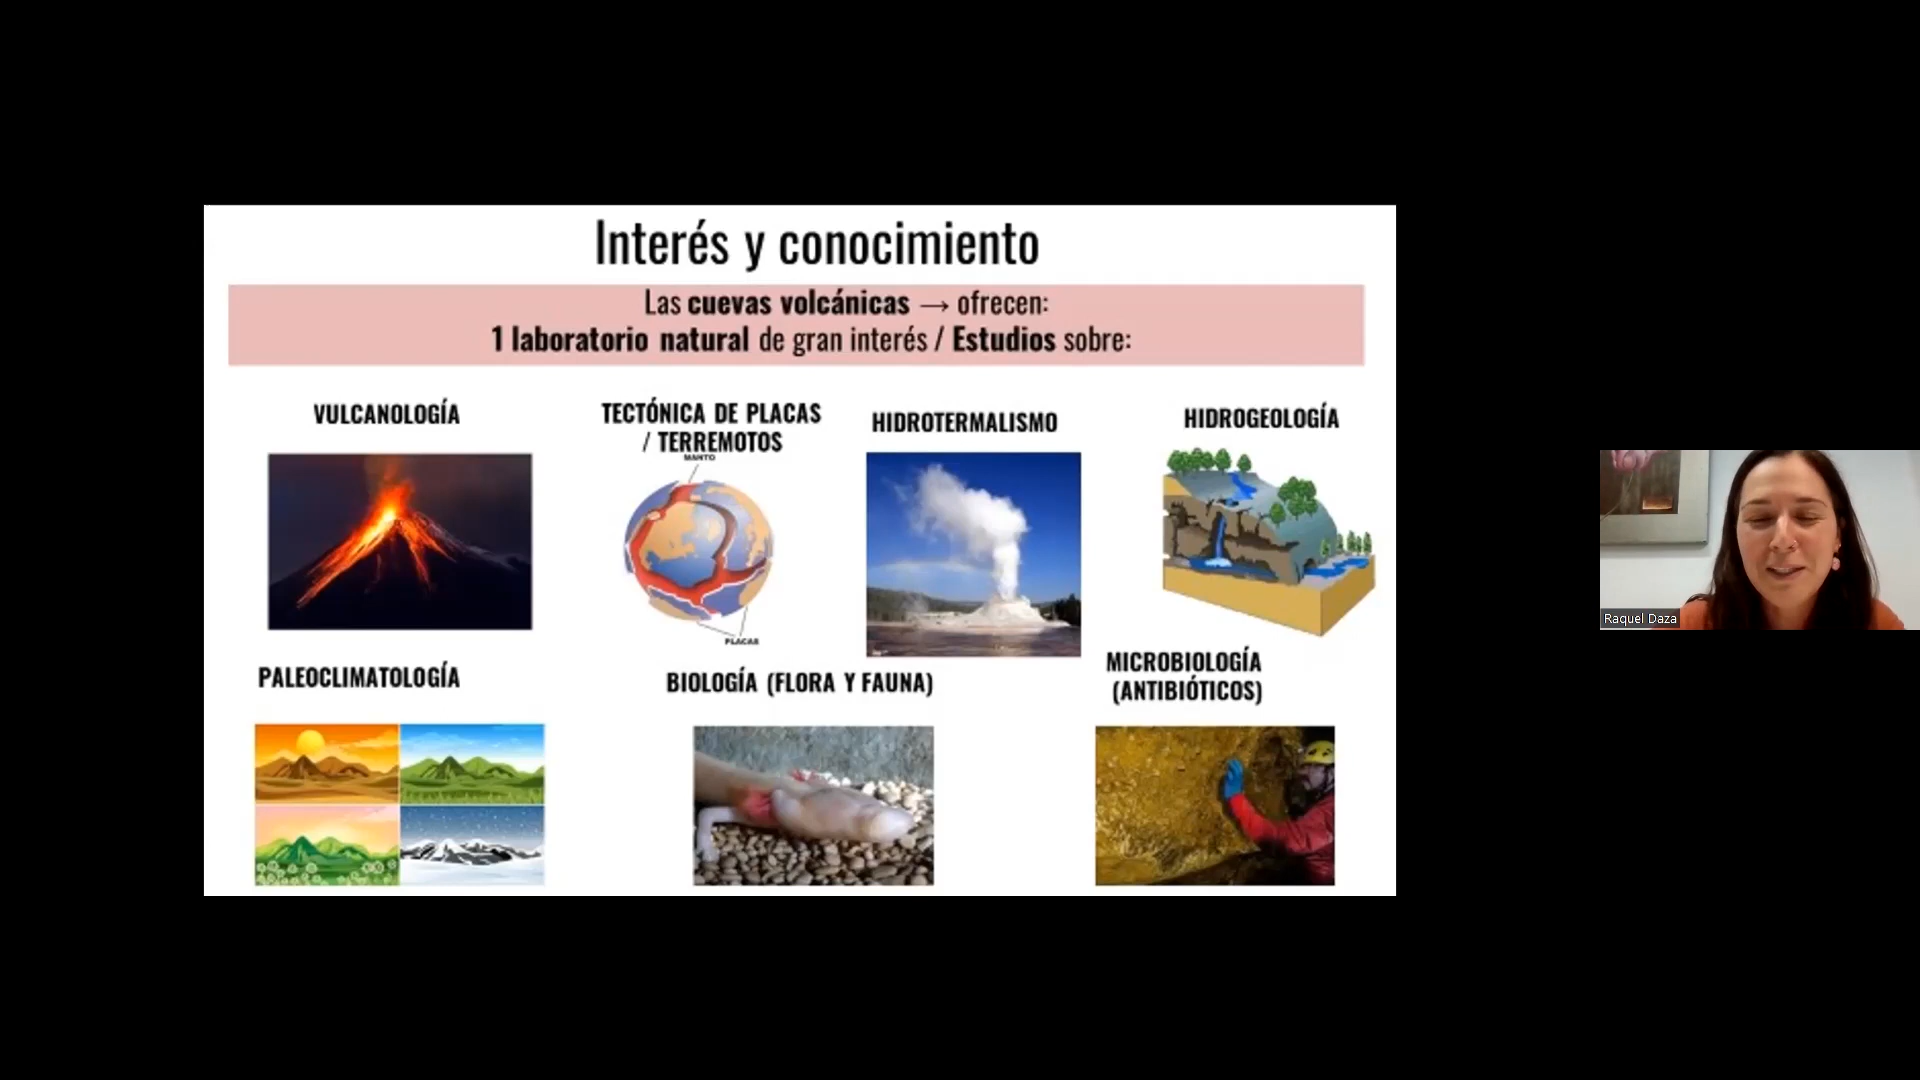 Interés y conocimiento
Las cuevas volcánicas → ofrecen:
1 laboratorio natural de gran interés / Estudios sobre:
VULCANOLOGÍA
TECTÓNICA DE PLACAS
/ TERREMOTOS
MANTO
PLACAS
HIDROTERMALISMO
HIDROGEOLOGÍA
PALEOCLIMATOLOGÍA
BIOLOGÍA (FLORA Y FAUNA)
MICROBIOLOGÍA
(ANTIBIÓTICOS)
Raquel Daza